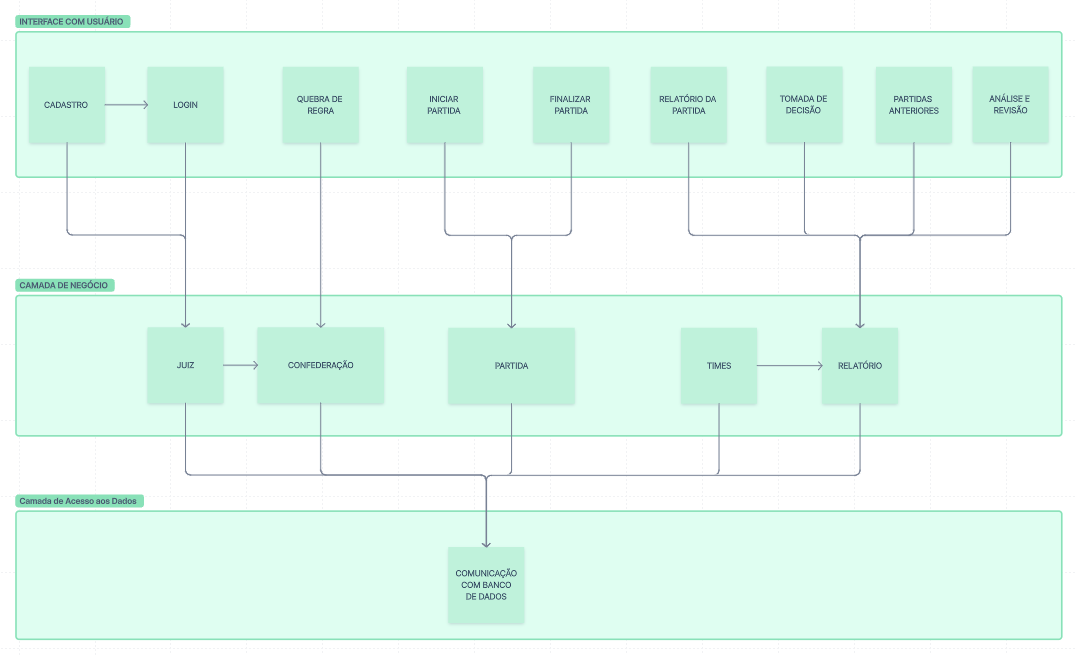 INTERFACE COM USUÁRIO
CADASTRO
LOGIN
QUEBRA DE
REGRA
INICIAR
PARTIDA
FINALIZAR
PARTIDA
RELATÓRIO DA
PARTIDA
TOMADA DE
DECISÃO
PARTIDAS
ANTERIORES
ANÁLISE E
REVISÃO
CAMADA DE NEGÓCIO
JUIZ
CONFEDERAÇÃO
PARTIDA
TIMES
RELATÓRIO
Camada de Acesso aos Dados
COMUNICAÇÃO
COM BANCO
DE DADOS